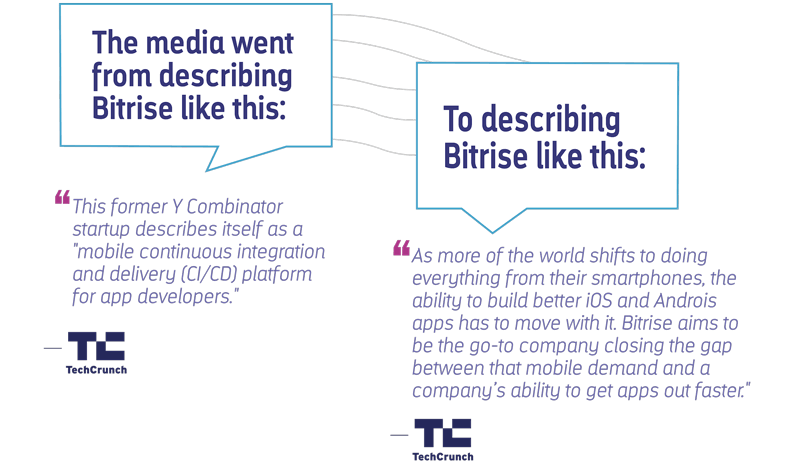 The media went
from describing
Bitrise like this:
❝This former Y Combinator
startup describes itself as a
"mobile continuous integration
and delivery (CI/CD) platform
for app developers."
— TC
TechCrunch
To describing
Bitrise like this:
❝As more of the world shifts to doing
everything from their smartphones, the
ability to build better iOS and Androis
apps has to move with it. Bitrise aims to
be the go-to company closing the gap
between that mobile demand and a
company’s ability to get apps out faster."
— TC
TechCrunch